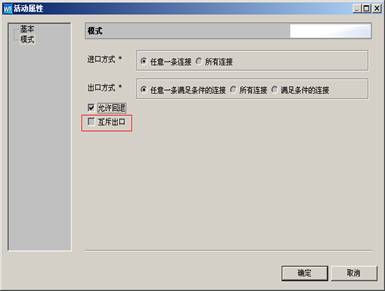 活动属性
基本
模式
模式
进口方式 * 任意一条连接 所有连接
出口方式 * 任意一条满足条件的连接 所有连接 满足条件的连接
允许回退
互斥出口
确定 取消